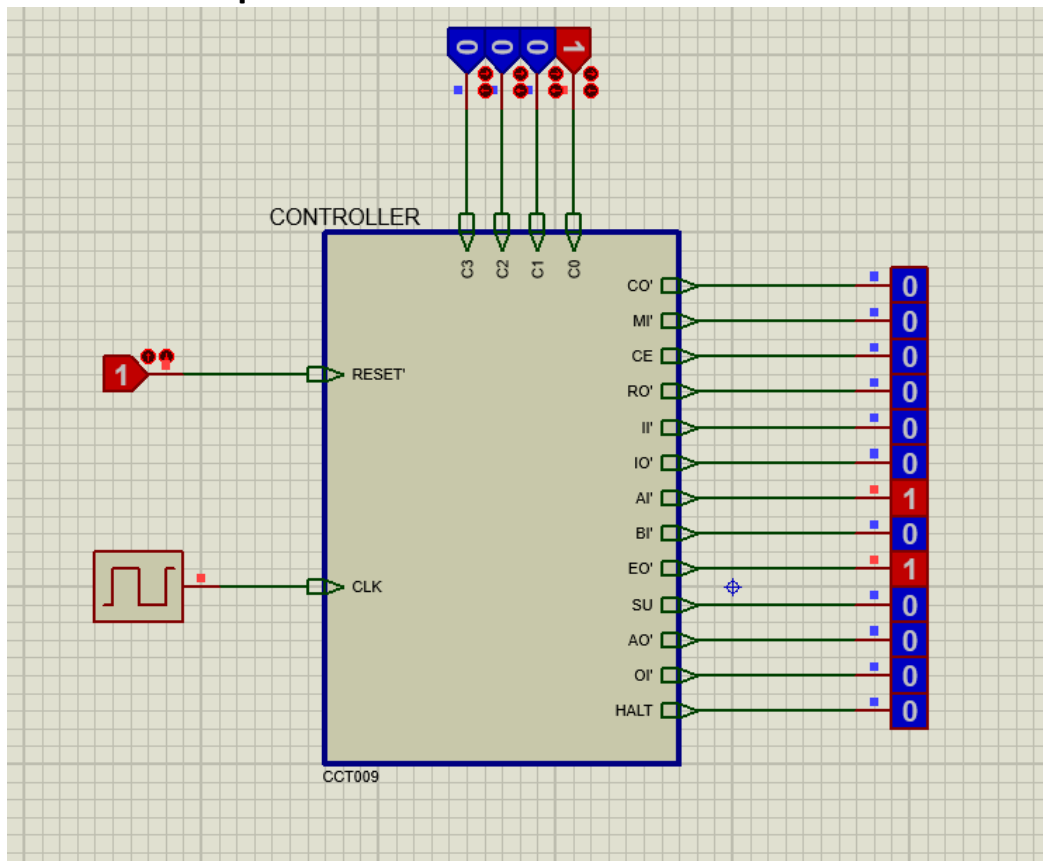 0 0 0 1
CONTROLLER
C3 C2 C1 C0
CO' 0
MI' 0
CE 0
1 RESET' RO' 0
II' 0
IO' 0
AI' 1
BI' 0
EO' 1
CLK SU 0
AO' 0
OI' 0
HALT 0
CCT009